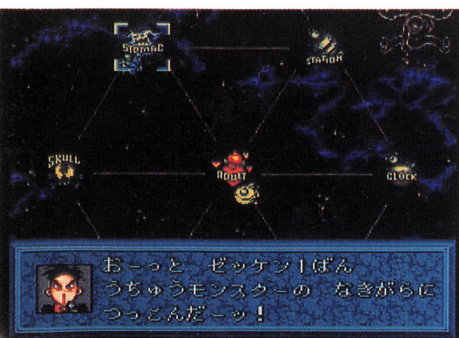 STOMAC
STATION
SKULL
ADULT
CLOCK
おーっと ゼッケン1ばん
うちゅうモンスターの なきがらに
つっこんだーッ!